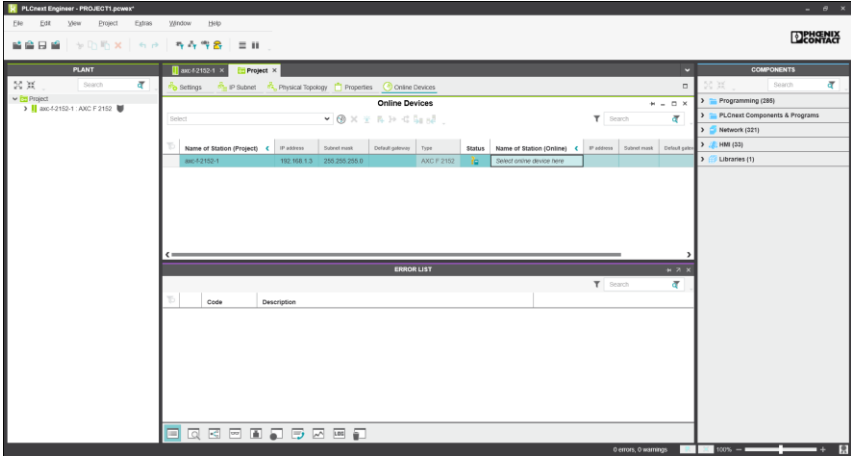 PLCnext Engineer - PROJECT1.pcwex*
File Edit View Project Extras Window Help
PHŒNIX
CONTACT
PLANT
Search
Project
axc-f-2152-1 : AXC F 2152
axc-f-2152-1 × Project ×
Settings IP Subnet Physical Topology Properties Online Devices
Online Devices
Select Search
Name of Station (Project) IP address Subnet mask Default gateway Type Status Name of Station (Online) IP address Subnet mask Default gatew
axc-f-2152-1 192.168.1.5 255.255.255.0 AXC F 2152 Select online device here
ERROR LIST
Search
Code Description
COMPONENTS
Search
Programming (286)
PLCnext Components & Programs
Network (321)
HMI (33)
Libraries (1)
0 errors, 0 warnings 100%